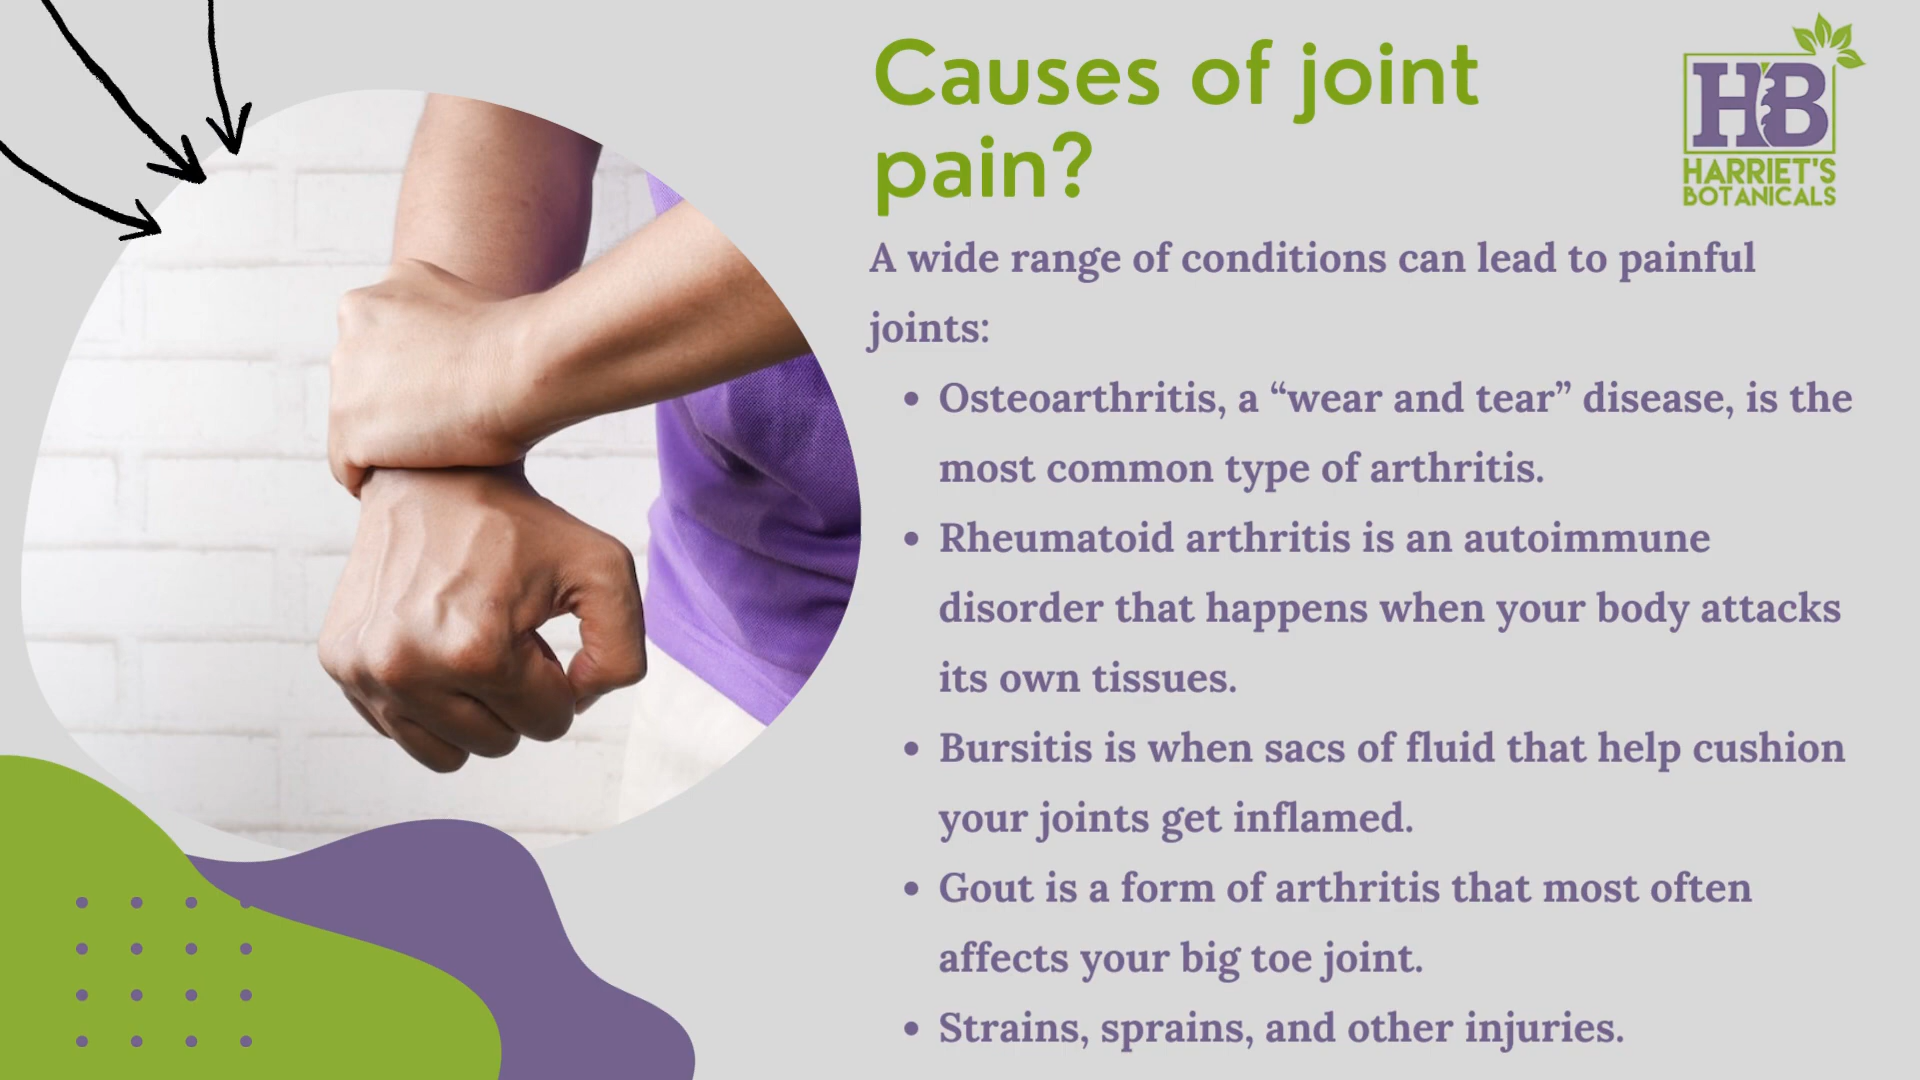 Causes of joint
pain?
HB
HARRIET'S
BOTANICALS
A wide range of conditions can lead to painful
joints:
• Osteoarthritis, a “wear and tear” disease, is the
most common type of arthritis.
• Rheumatoid arthritis is an autoimmune
disorder that happens when your body attacks
its own tissues.
• Bursitis is when sacs of fluid that help cushion
your joints get inflamed.
• Gout is a form of arthritis that most often
affects your big toe joint.
• Strains, sprains, and other injuries.